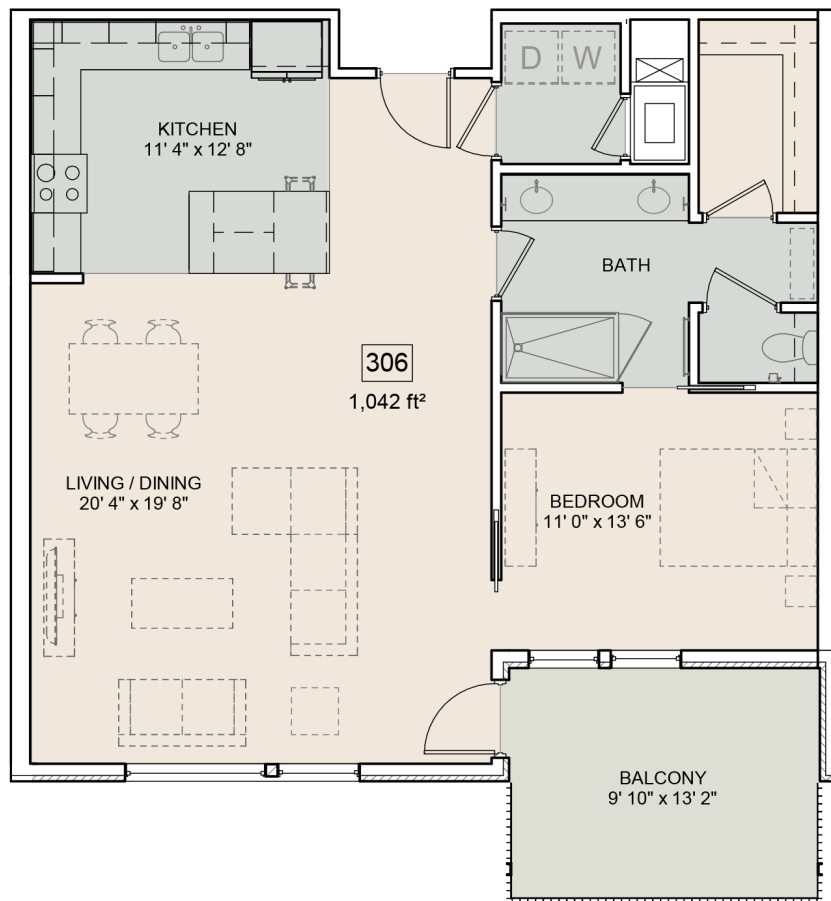 D W
KITCHEN
11' 4" x 12' 8"
BATH
306
1,042 ft²
LIVING / DINING
20' 4" x 19' 8"
BEDROOM
11' 0" x 13' 6"
BALCONY
9' 10" x 13' 2"